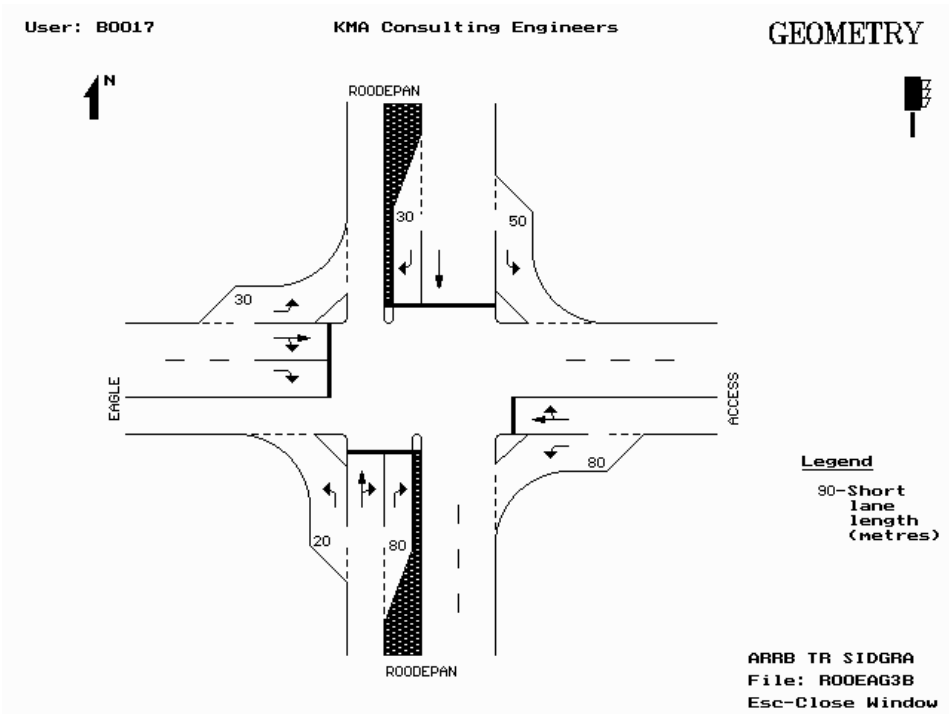 User: B0017
KMA Consulting Engineers
GEOMETRY
N
ROODEPAN
30
50
30
EAGLE
ACCESS
80
20
80
Legend
90-Short
lane
length
(metres)
ROODEPAN
ARRB TR SIDGRA
File: ROOEAG3B
Esc-Close Window